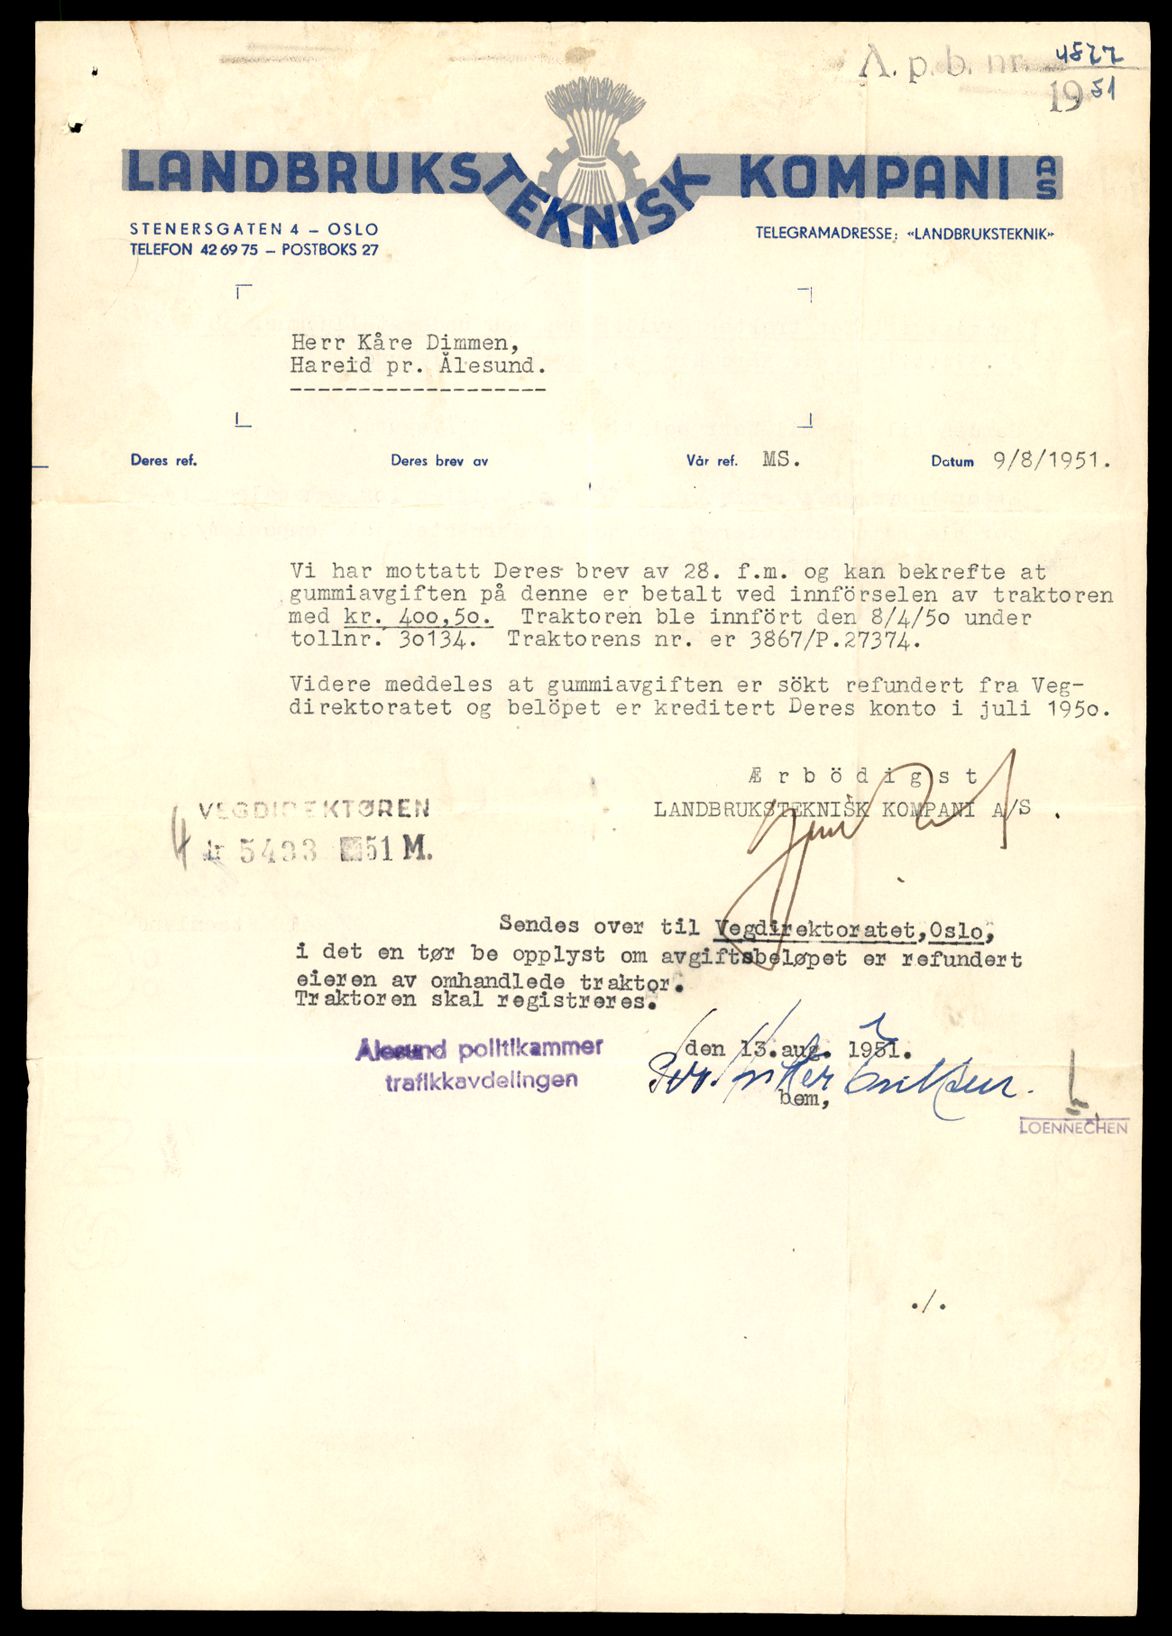 A. p. b. nr. 4822
1951
LANDBRUKSTEKNISK KOMPANI A/S
STENERSGATEN 4 – OSLO
TELEFON 42 69 75 – POSTBOKS 27
TELEGRAMADRESSE: «LANDBRUKSTEKNIK»
Herr Kåre Dimmen,
Hareid pr. Ålesund.
-------------------
Deres ref. Deres brev av Vår ref. MS. Datum 9/8/1951.
Vi har mottatt Deres brev av 28. f.m. og kan bekrefte at
gummiavgiften på denne er betalt ved innförselen av traktoren
med kr. 400,50. Traktoren ble innfört den 8/4/50 under
tollnr. 30134. Traktorens nr. er 3867/P.27374.
Videre meddeles at gummiavgiften er sökt refundert fra Veg-
direktoratet og belöpet er kreditert Deres konto i juli 1950.
Ærbödigst
LANDBRUKSTEKNISK KOMPANI A/S
VEGDIREKTØREN
Jr 5433 51 M.
Sendes over til Vegdirektoratet, Oslo,
i det en tør be opplyst om avgiftsbeløpet er refundert
eieren av omhandlede traktor.
Traktoren skal registreres.
Ålesund politikammer
trafikkavdelingen
den 13. aug. 1951.
bem,
LOENNECHEN
./.